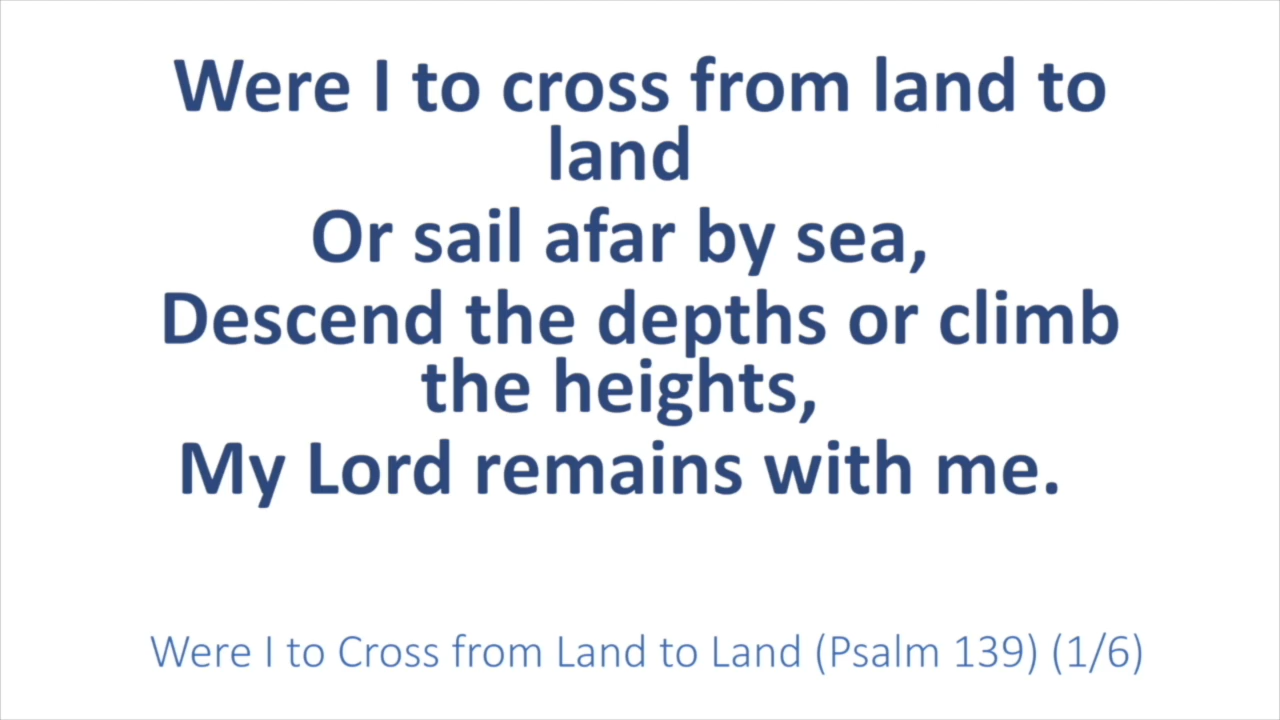 Were I to cross from land to
land
Or sail afar by sea,
Descend the depths or climb
the heights,
My Lord remains with me.
Were I to Cross from Land to Land (Psalm 139) (1/6)